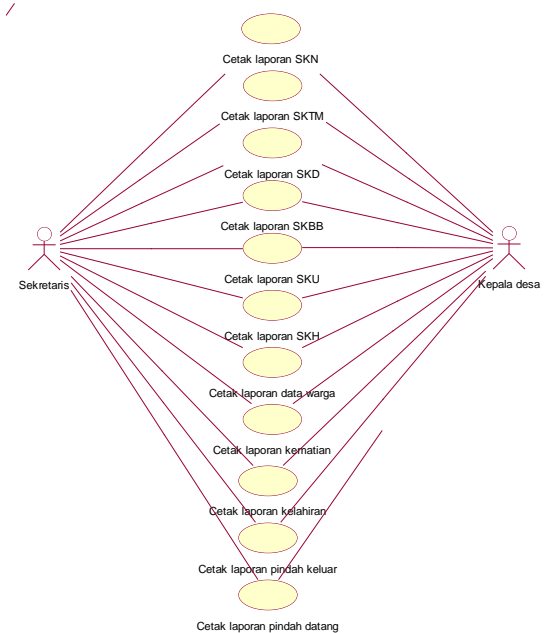 Cetak laporan SKN
Cetak laporan SKTM
Cetak laporan SKD
Cetak laporan SKBB
Sekretaris
Kepala desa
Cetak laporan SKU
Cetak laporan SKH
Cetak laporan data warga
Cetak laporan kematian
Cetak laporan kelahiran
Cetak laporan pindah keluar
Cetak laporan pindah datang